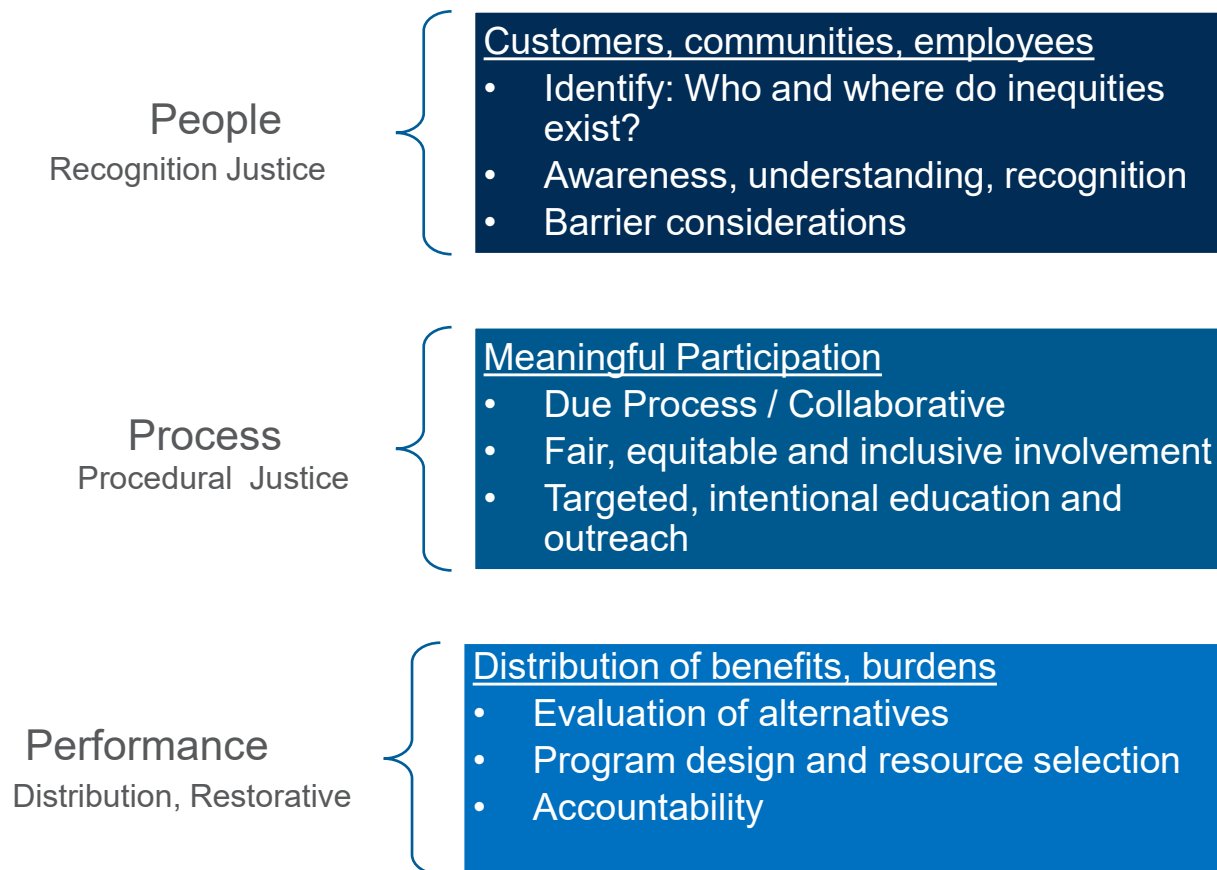 People
Recognition Justice
Customers, communities, employees
• Identify: Who and where do inequities
exist?
• Awareness, understanding, recognition
• Barrier considerations
Process
Procedural Justice
Meaningful Participation
• Due Process / Collaborative
• Fair, equitable and inclusive involvement
• Targeted, intentional education and
outreach
Performance
Distribution, Restorative
Distribution of benefits, burdens
• Evaluation of alternatives
• Program design and resource selection
• Accountability